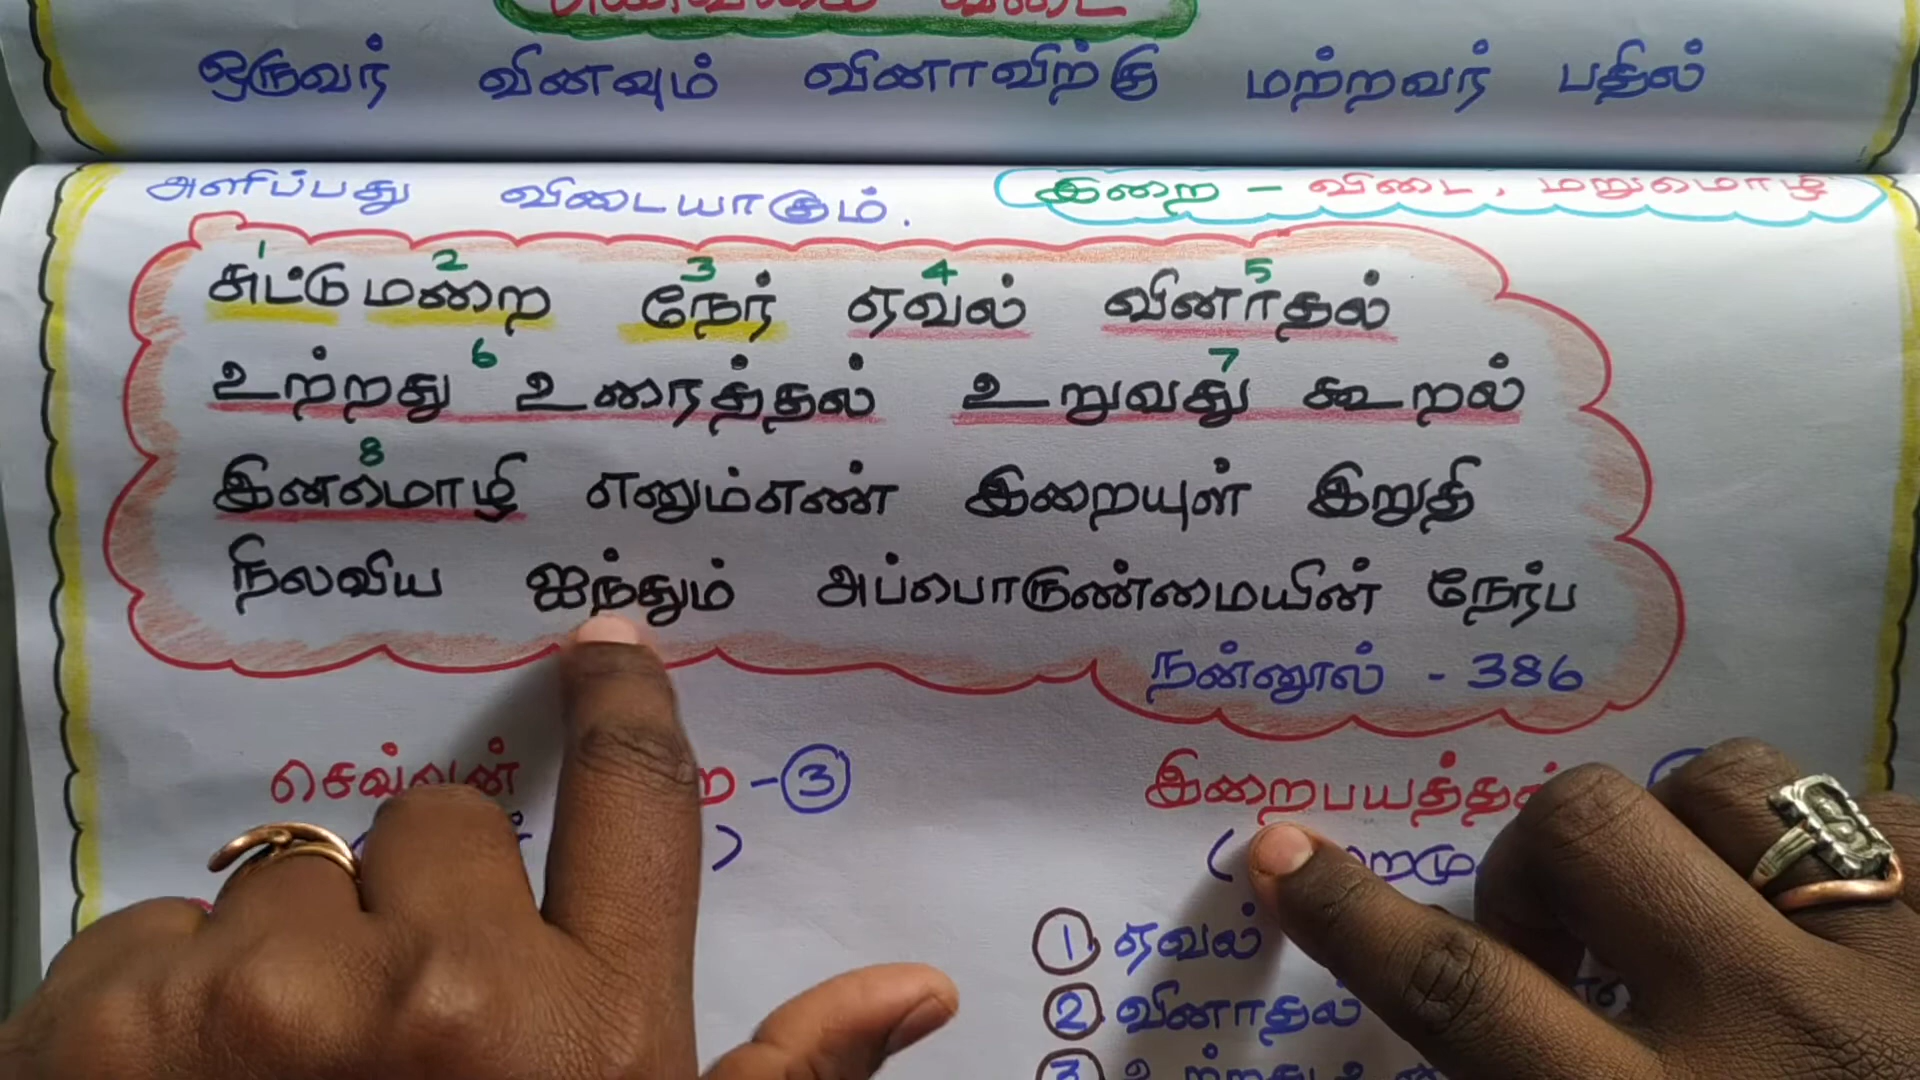 ஒருவர் வினவும் வினாவிற்கு மற்றவர் பதில்
அளிப்பது விடையாகும்.
இறை - விடை, மறுமொழி
1 2 3 4 5
சுட்டு மறை நேர் ஏவல் வினாதல்
6 7
உற்றது உரைத்தல் உறுவது கூறல்
8
இனமொழி எனும்எண் இறையுள் இறுதி
நிலவிய ஐந்தும் அப்பொருண்மையின் நேர்ப
நன்னூல் - 386
செவ்வன் - 3
இறைபயத்தல்
1 ஏவல்
2 வினாதல்
3